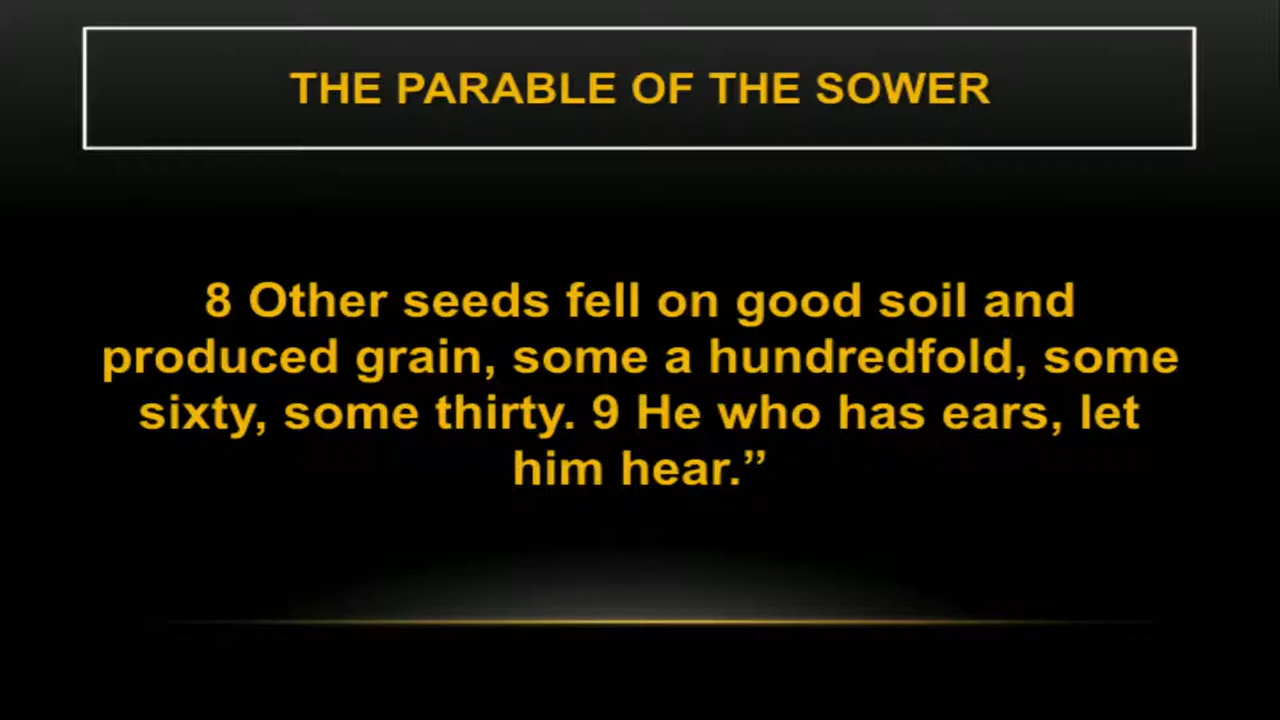 THE PARABLE OF THE SOWER
8 Other seeds fell on good soil and
produced grain, some a hundredfold, some
sixty, some thirty. 9 He who has ears, let
him hear.”